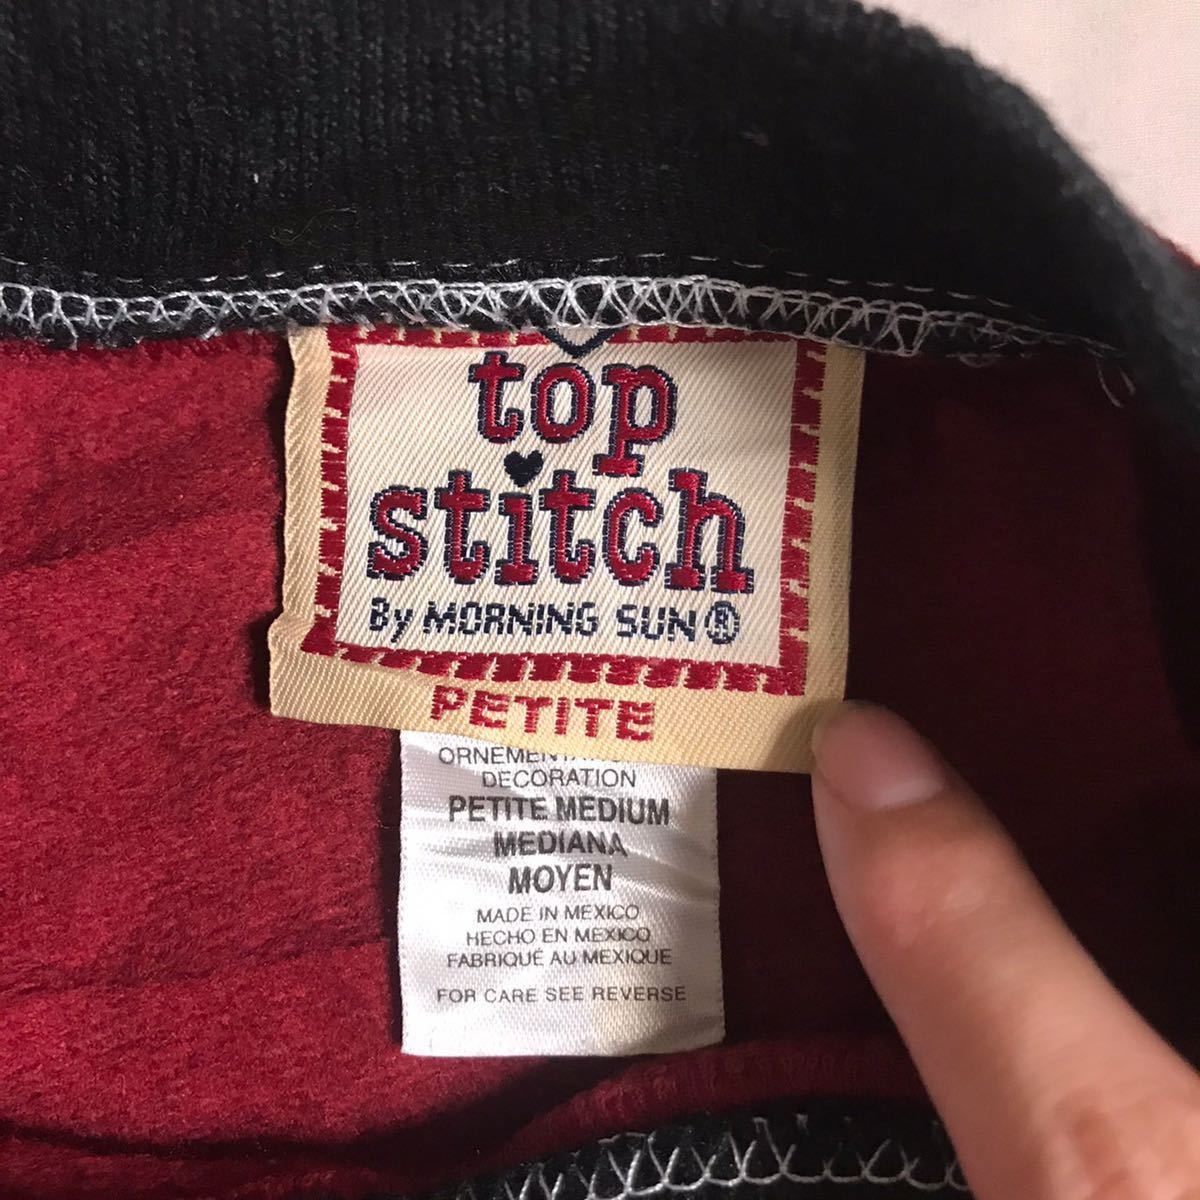 top
stitch
By MORNING SUN®
PETITE
DECORATION
PETITE MEDIUM
MEDIANA
MOYEN
MADE IN MEXICO
HECHO EN MEXICO
FABRIQUÉ AU MEXIQUE
FOR CARE SEE REVERSE